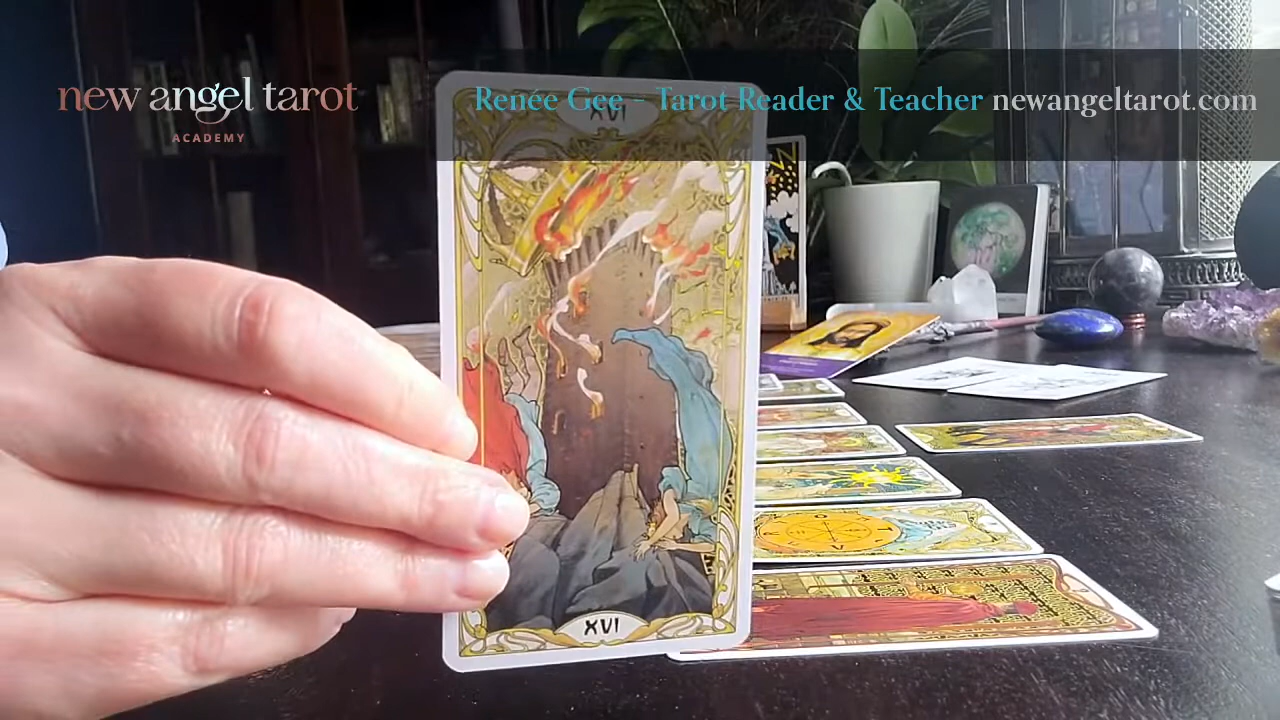 new angel tarot
ACADEMY
Renée Gee - Tarot Reader & Teacher newangeltarot.com
XVI
XVI